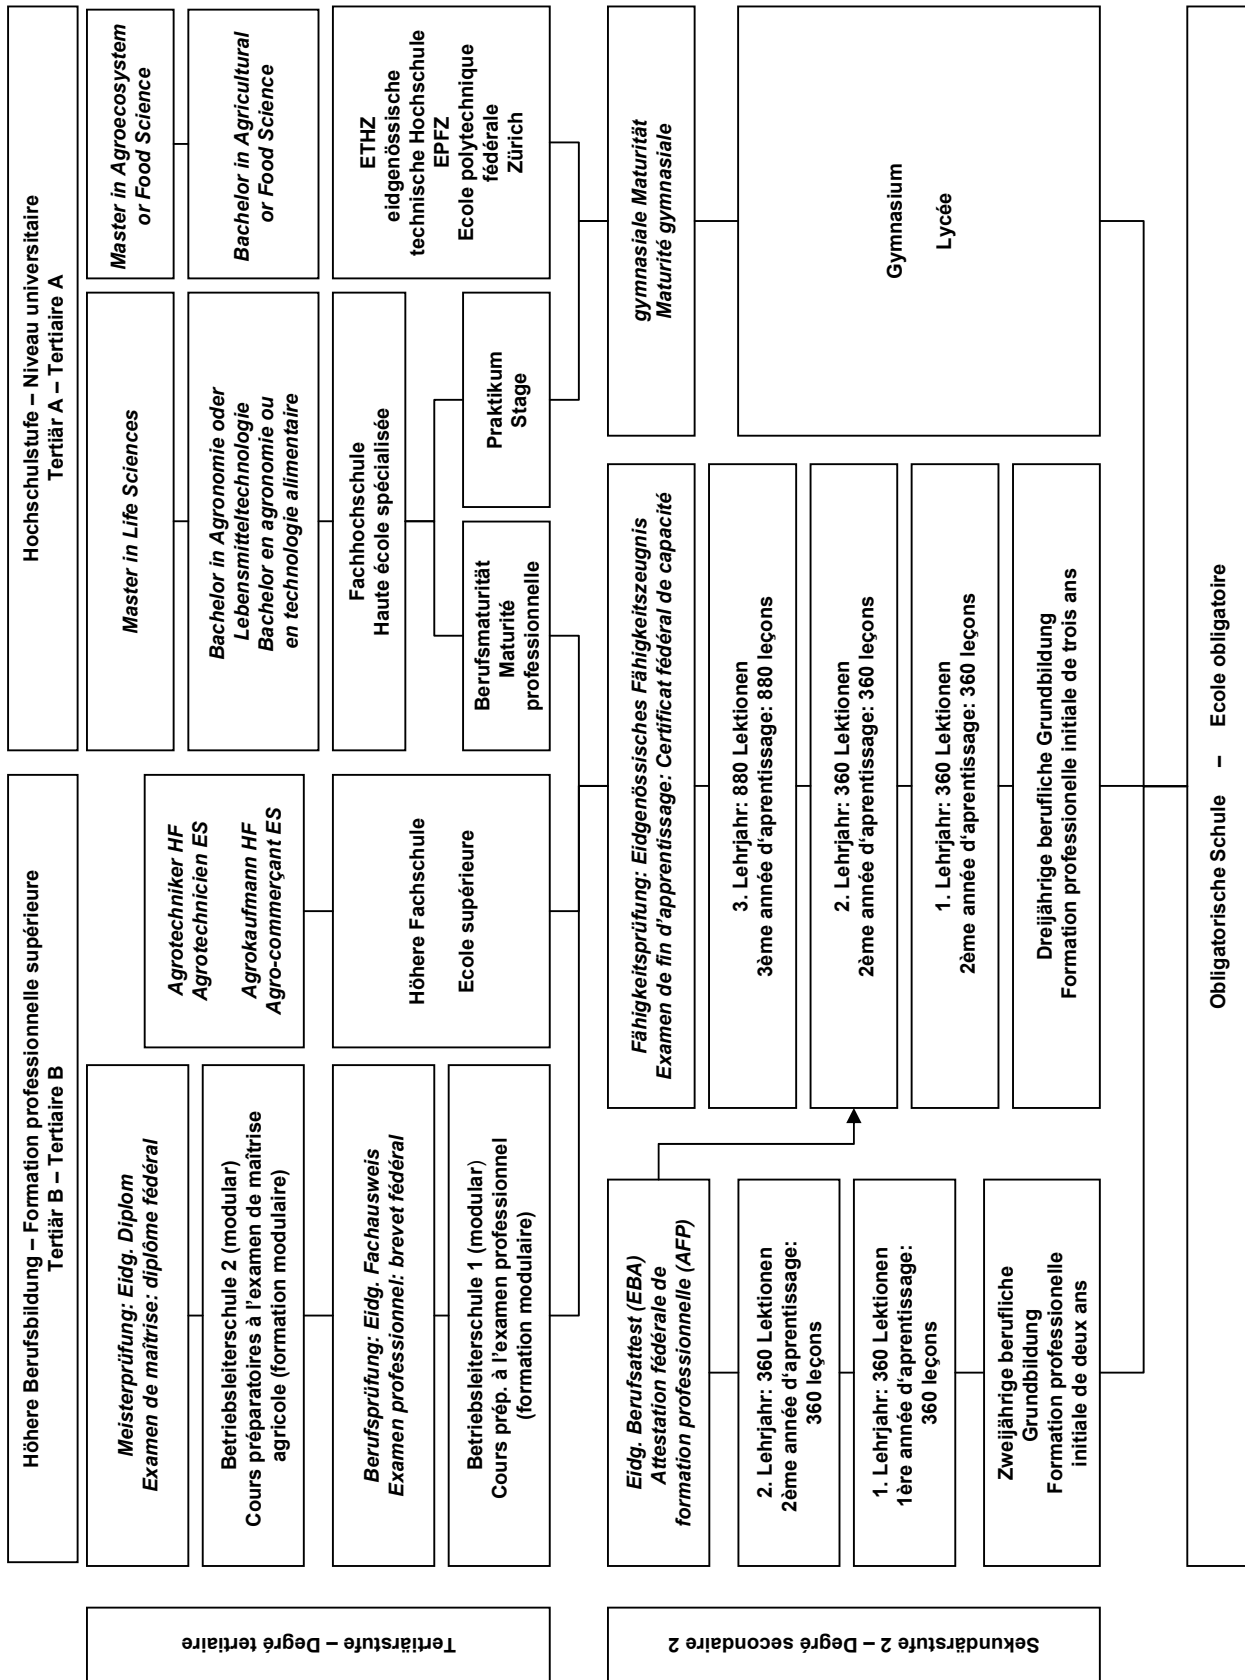 Höhere Berufsbildung – Formation professionnelle supérieure
Tertiär B – Tertiaire B
Hochschulstufe – Niveau universitaire
Tertiär A – Tertiaire A
Tertiärstufe – Degré tertiaire
Meisterprüfung: Eidg. Diplom
Examen de maîtrise: diplôme fédéral
Betriebsleiterschule 2 (modular)
Cours préparatoires à l'examen de maîtrise
agricole (formation modulaire)
Berufsprüfung: Eidg. Fachausweis
Examen professionnel: brevet fédéral
Betriebsleiterschule 1 (modular)
Cours prép. à l'examen professionnel
(formation modulaire)
Agrotechniker HF
Agrotechnicien ES
Agrokaufmann HF
Agro-commerçant ES
Höhere Fachschule
Ecole supérieure
Master in Life Sciences
Bachelor in Agronomie oder
Lebensmitteltechnologie
Bachelor en agronomie ou
en technologie alimentaire
Fachhochschule
Haute école spécialisée
Berufsmaturität
Maturité
professionnelle
Praktikum
Stage
Master in Agroecosystem
or Food Science
Bachelor in Agricultural
or Food Science
ETHZ
eidgenössische
technische Hochschule
EPFZ
Ecole polytechnique
fédérale
Zürich
Sekundärstufe 2 – Degré secondaire 2
Eidg. Berufsattest (EBA)
Attestation fédérale de
formation professionelle (AFP)
2. Lehrjahr: 360 Lektionen
2ème année d'aprentissage:
360 leçons
1. Lehrjahr: 360 Lektionen
1ère année d'aprentissage:
360 leçons
Zweijährige berufliche
Grundbildung
Formation professionelle
initiale de deux ans
Fähigkeitsprüfung: Eidgenössisches Fähigkeitszeugnis
Examen de fin d'apprentissage: Certificat fédéral de capacité
3. Lehrjahr: 880 Lektionen
3ème année d'aprentissage: 880 leçons
2. Lehrjahr: 360 Lektionen
2ème année d'aprentissage: 360 leçons
1. Lehrjahr: 360 Lektionen
2ème année d'aprentissage: 360 leçons
Dreijährige berufliche Grundbildung
Formation professionelle initiale de trois ans
gymnasiale Maturität
Maturité gymnasiale
Gymnasium
Lycée
Obligatorische Schule – Ecole obligatoire